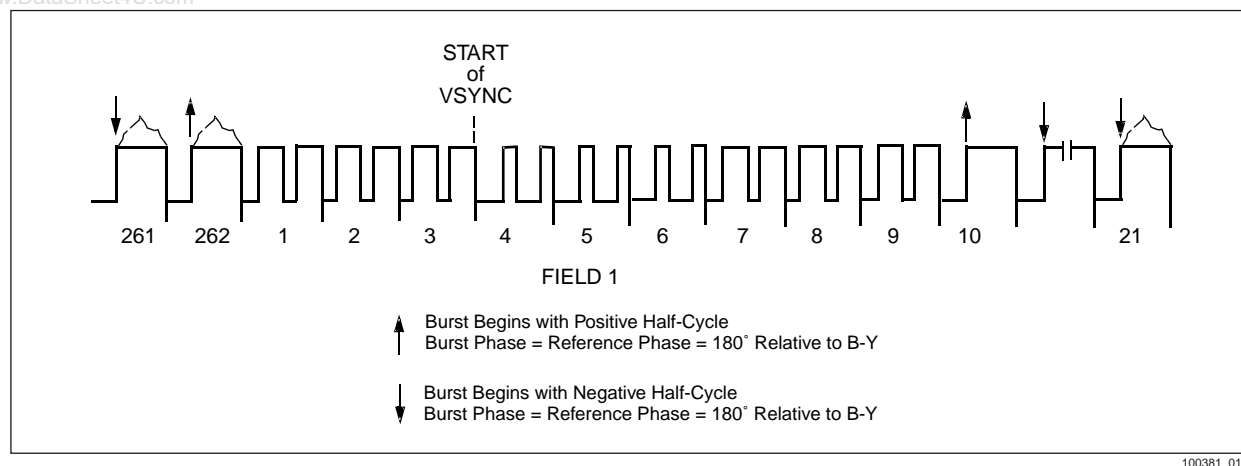 w.DataSheet4U.com
START
of
VSYNC
261 262 1 2 3 4 5 6 7 8 9 10 21
FIELD 1
Burst Begins with Positive Half-Cycle
Burst Phase = Reference Phase = 180° Relative to B-Y
Burst Begins with Negative Half-Cycle
Burst Phase = Reference Phase = 180° Relative to B-Y
100381_01